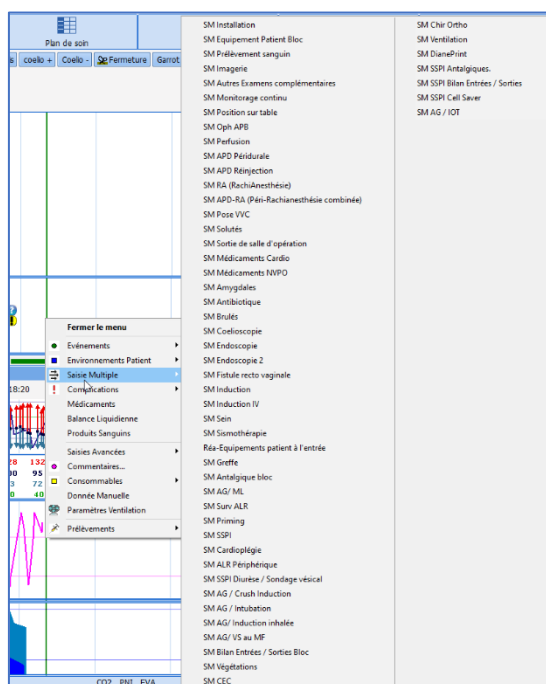 Plan de soin
s coelio + Coelio - Fermeture Garrot
18:20
28 132
00 95
3 72
0 40
CO2 PNI FVA
Fermer le menu
Evénements
Environnements Patient
Saisie Multiple
Complications
Médicaments
Balance Liquidienne
Produits Sanguins
Saisies Avancées
Commentaires...
Consommables
Donnée Manuelle
Paramètres Ventilation
Prélèvements
SM Installation
SM Equipement Patient Bloc
SM Prélèvement sanguin
SM Imagerie
SM Autres Examens complémentaires
SM Monitorage continu
SM Position sur table
SM Oph APB
SM Perfusion
SM APD Péridurale
SM APD Réinjection
SM RA (RachiAnesthésie)
SM APD-RA (Péri-Rachianesthésie combinée)
SM Pose VVC
SM Solutés
SM Sortie de salle d'opération
SM Médicaments Cardio
SM Médicaments NVPO
SM Amygdales
SM Antibiotique
SM Brulés
SM Coelioscopie
SM Endoscopie
SM Endoscopie 2
SM Fistule recto vaginale
SM Induction
SM Induction IV
SM Sein
SM Sismothérapie
Réa-Equipements patient à l'entrée
SM Greffe
SM Antalgique bloc
SM AG/ ML
SM Surv ALR
SM Priming
SM SSPI
SM Cardioplégie
SM ALR Périphérique
SM SSPI Diurèse / Sondage vésical
SM AG / Crush Induction
SM AG / Intubation
SM AG/ Induction inhalée
SM AG/ VS au MF
SM Bilan Entrées / Sorties Bloc
SM Végétations
SM CEC
SM Chir Ortho
SM Ventilation
SM DianePrint
SM SSPI Antalgiques.
SM SSPI Bilan Entrées / Sorties
SM SSPI Cell Saver
SM AG / IOT